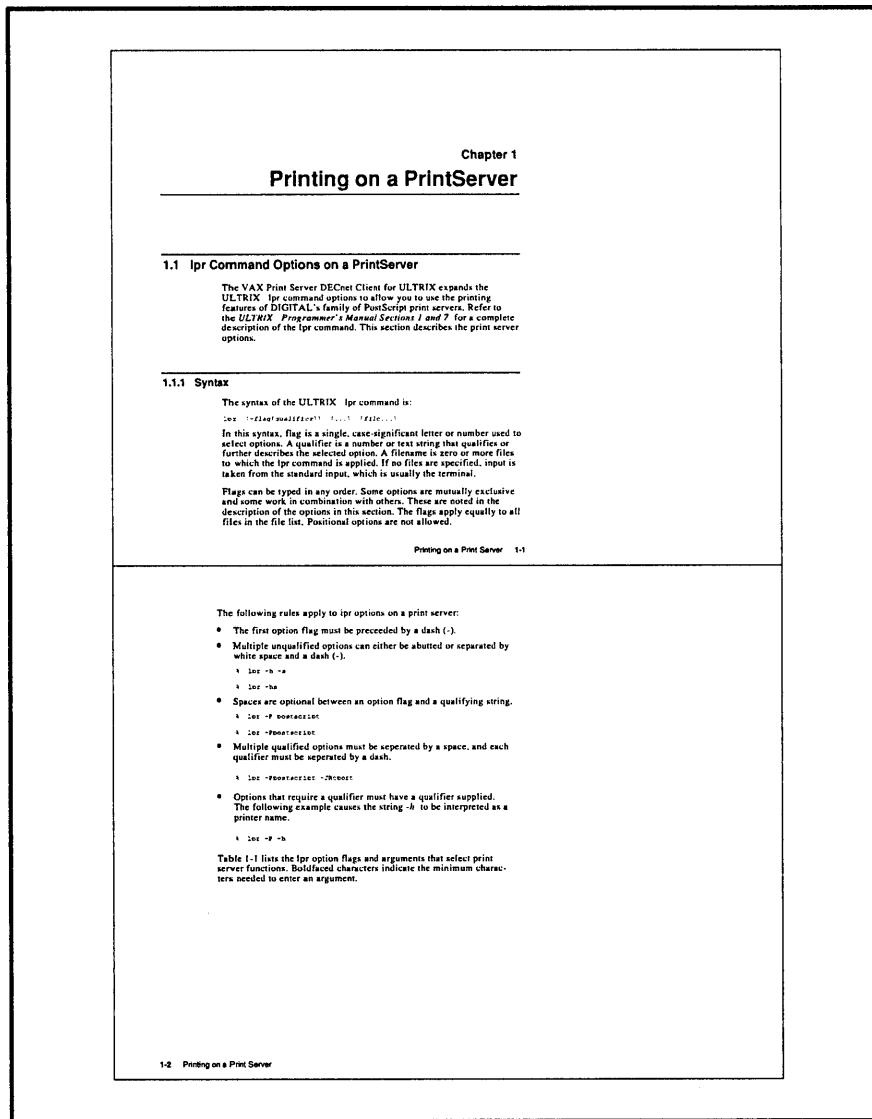 Chapter 1
Printing on a PrintServer
1.1 lpr Command Options on a PrintServer
The VAX Print Server DECnet Client for ULTRIX expands the
ULTRIX lpr command options to allow you to use the printing
features of DIGITAL's family of PostScript print servers. Refer to
the ULTRIX Programmer's Manual Sections 1 and 7 for a complete
description of the lpr command. This section describes the print server
options.
1.1.1 Syntax
The syntax of the ULTRIX lpr command is:
lpr [-flag[qualifier]] [...] [file...]
In this syntax, flag is a single, case-significant letter or number used to
select options. A qualifier is a number or text string that qualifies or
further describes the selected option. A filename is zero or more files
to which the lpr command is applied. If no files are specified, input is
taken from the standard input, which is usually the terminal.
Flags can be typed in any order. Some options are mutually exclusive
and some work in combination with others. These are noted in the
description of the options in this section. The flags apply equally to all
files in the file list. Positional options are not allowed.
Printing on a Print Server 1-1
The following rules apply to lpr options on a print server:
• The first option flag must be preceeded by a dash (-).
• Multiple unqualified options can either be abutted or separated by
white space and a dash (-).
% lpr -h -s
% lpr -hs
• Spaces are optional between an option flag and a qualifying string.
% lpr -P postscript
% lpr -Ppostscript
• Multiple qualified options must be seperated by a space, and each
qualifier must be seperated by a dash.
% lpr -Ppostscript -JReport
• Options that require a qualifier must have a qualifier supplied.
The following example causes the string -h to be interpreted as a
printer name.
% lpr -P -h
Table 1-1 lists the lpr option flags and arguments that select print
server functions. Boldfaced characters indicate the minimum charac-
ters needed to enter an argument.
1-2 Printing on a Print Server